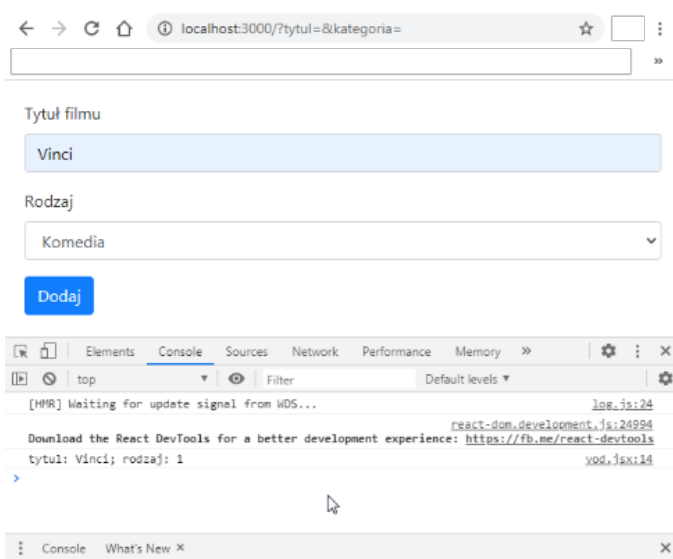 localhost:3000/?tytul=&kategoria=
»
Tytuł filmu
Vinci
Rodzaj
Komedia
Dodaj
Elements Console Sources Network Performance Memory »
top Filter Default levels
[HMR] Waiting for update signal from WDS... log.js:24
react-dom.development.js:24994
Download the React DevTools for a better development experience: https://fb.me/react-devtools
tytul: Vinci; rodzaj: 1 vod.jsx:14
>
Console What's New ×